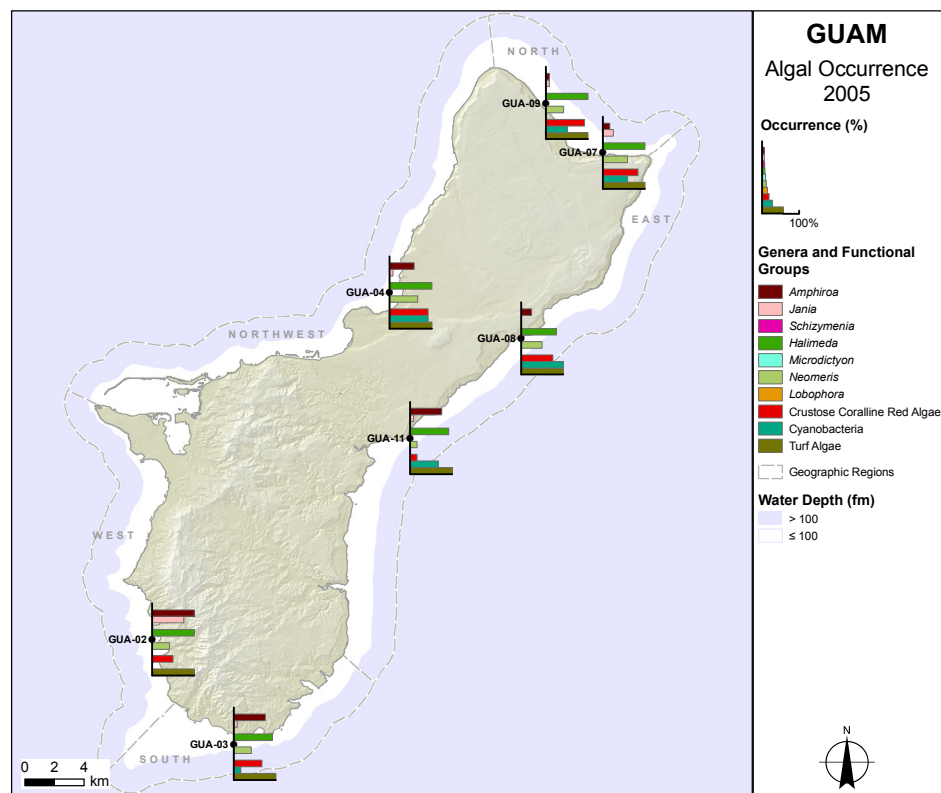 GUAM
Algal Occurrence
2005
Occurrence (%)
100%
Genera and Functional
Groups
Amphiroa
Jania
Schizymenia
Halimeda
Microdictyon
Neomeris
Lobophora
Crustose Coralline Red Algae
Cyanobacteria
Turf Algae
Geographic Regions
Water Depth (fm)
> 100
≤ 100
N
NORTH
GUA-09
GUA-07
EAST
GUA-04
NORTHWEST
GUA-08
GUA-11
WEST
GUA-02
GUA-03
SOUTH
0 2 4
km